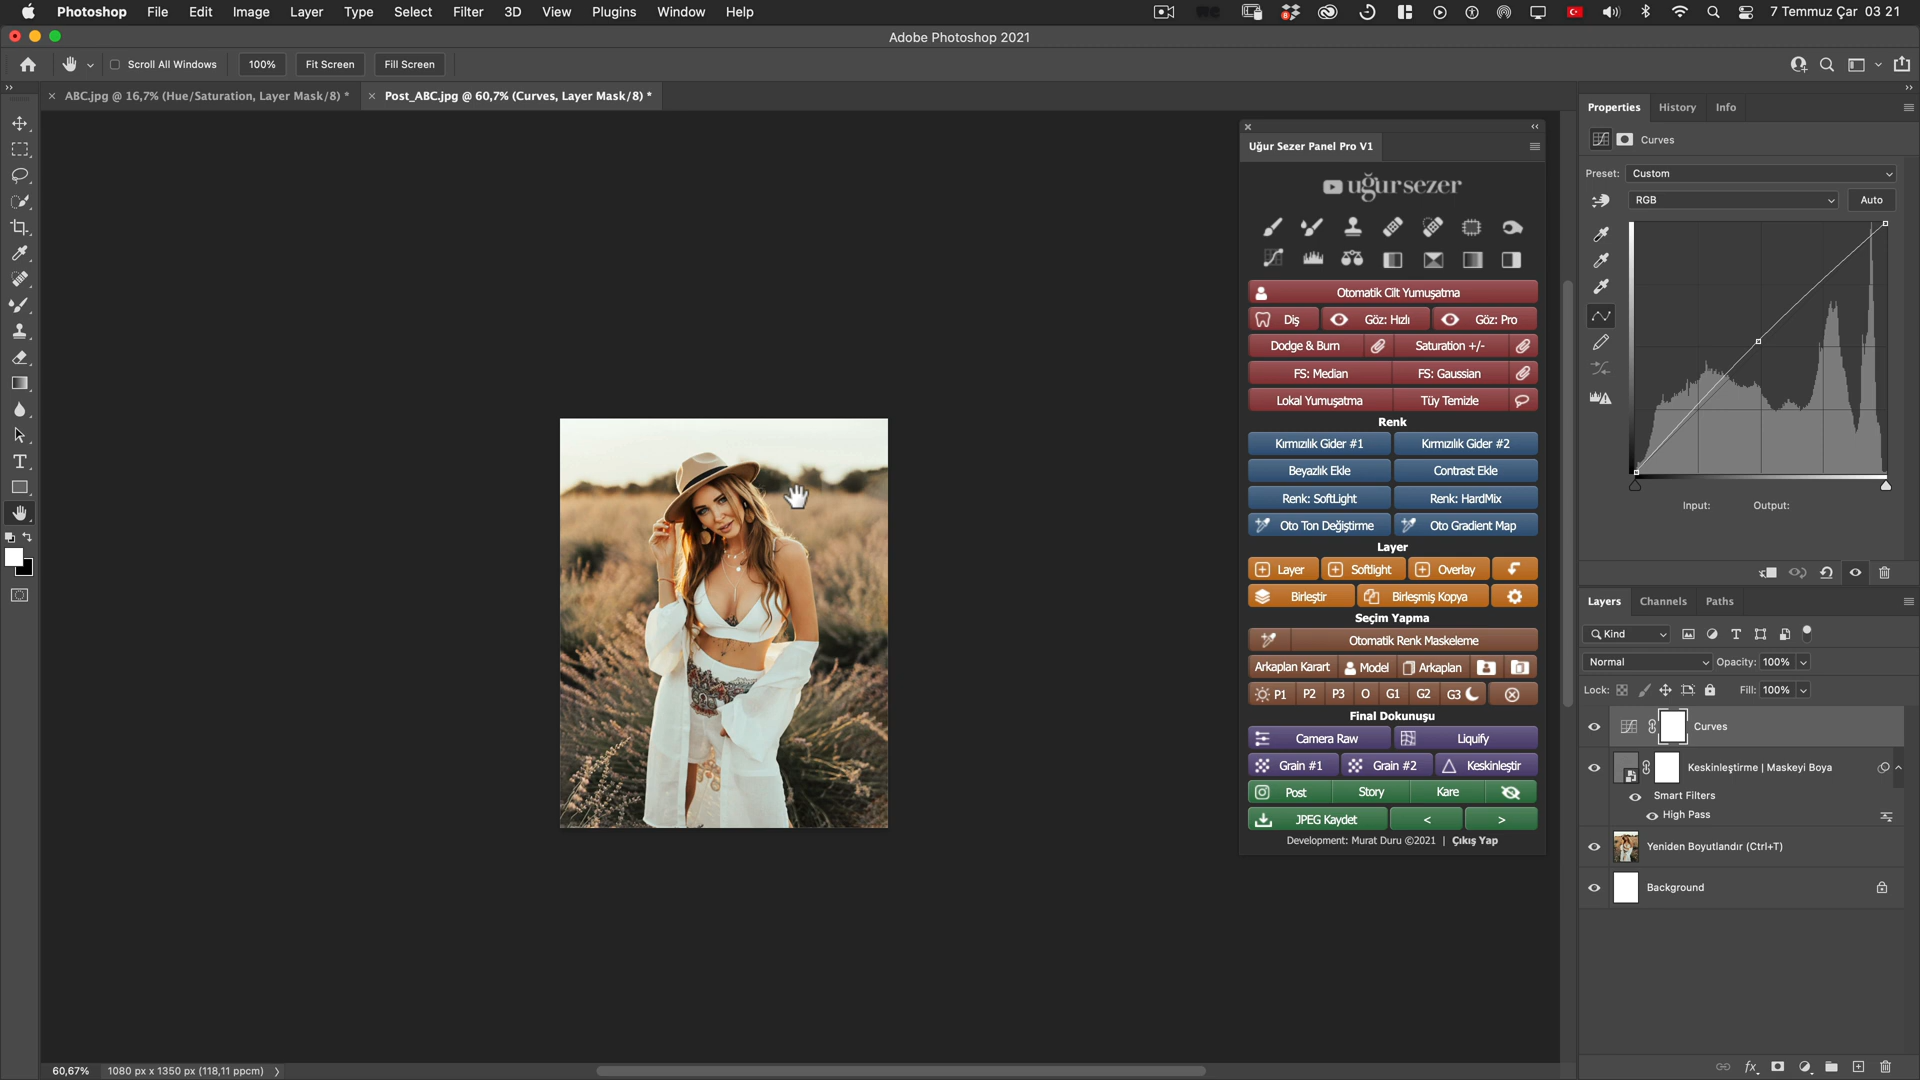 Photoshop File Edit Image Layer Type Select Filter 3D View Plugins Window Help 7 Temmuz Çar 03 21
Adobe Photoshop 2021
Scroll All Windows 100% Fit Screen Fill Screen
ABC.jpg @ 16,7% (Hue/Saturation, Layer Mask/8) * Post_ABC.jpg @ 60,7% (Curves, Layer Mask/8) *
Uğur Sezer Panel Pro V1
uğursezer
Otomatik Cilt Yumuşatma
Diş Göz: Hızlı Göz: Pro
Dodge & Burn Saturation +/-
FS: Median FS: Gaussian
Lokal Yumuşatma Tüy Temizle
Renk
Kırmızılık Gider #1 Kırmızılık Gider #2
Beyazlık Ekle Contrast Ekle
Renk: SoftLight Renk: HardMix
Oto Ton Değiştirme Oto Gradient Map
Layer
Layer Softlight Overlay
Birleştir Birleşmiş Kopya
Seçim Yapma
Otomatik Renk Maskeleme
Arkaplan Karart Model Arkaplan
P1 P2 P3 O G1 G2 G3
Final Dokunuşu
Camera Raw Liquify
Grain #1 Grain #2 Keskinleştir
Post Story Kare
JPEG Kaydet < >
Development: Murat Duru ©2021 | Çıkış Yap
Properties History Info
Curves
Preset: Custom
RGB Auto
Input: Output:
Layers Channels Paths
Kind
Normal Opacity: 100%
Lock: Fill: 100%
Curves
Keskinleştirme | Maskeyi Boya
Smart Filters
High Pass
Yeniden Boyutlandır (Ctrl+T)
Background
60,67% 1080 px x 1350 px (118,11 ppcm)